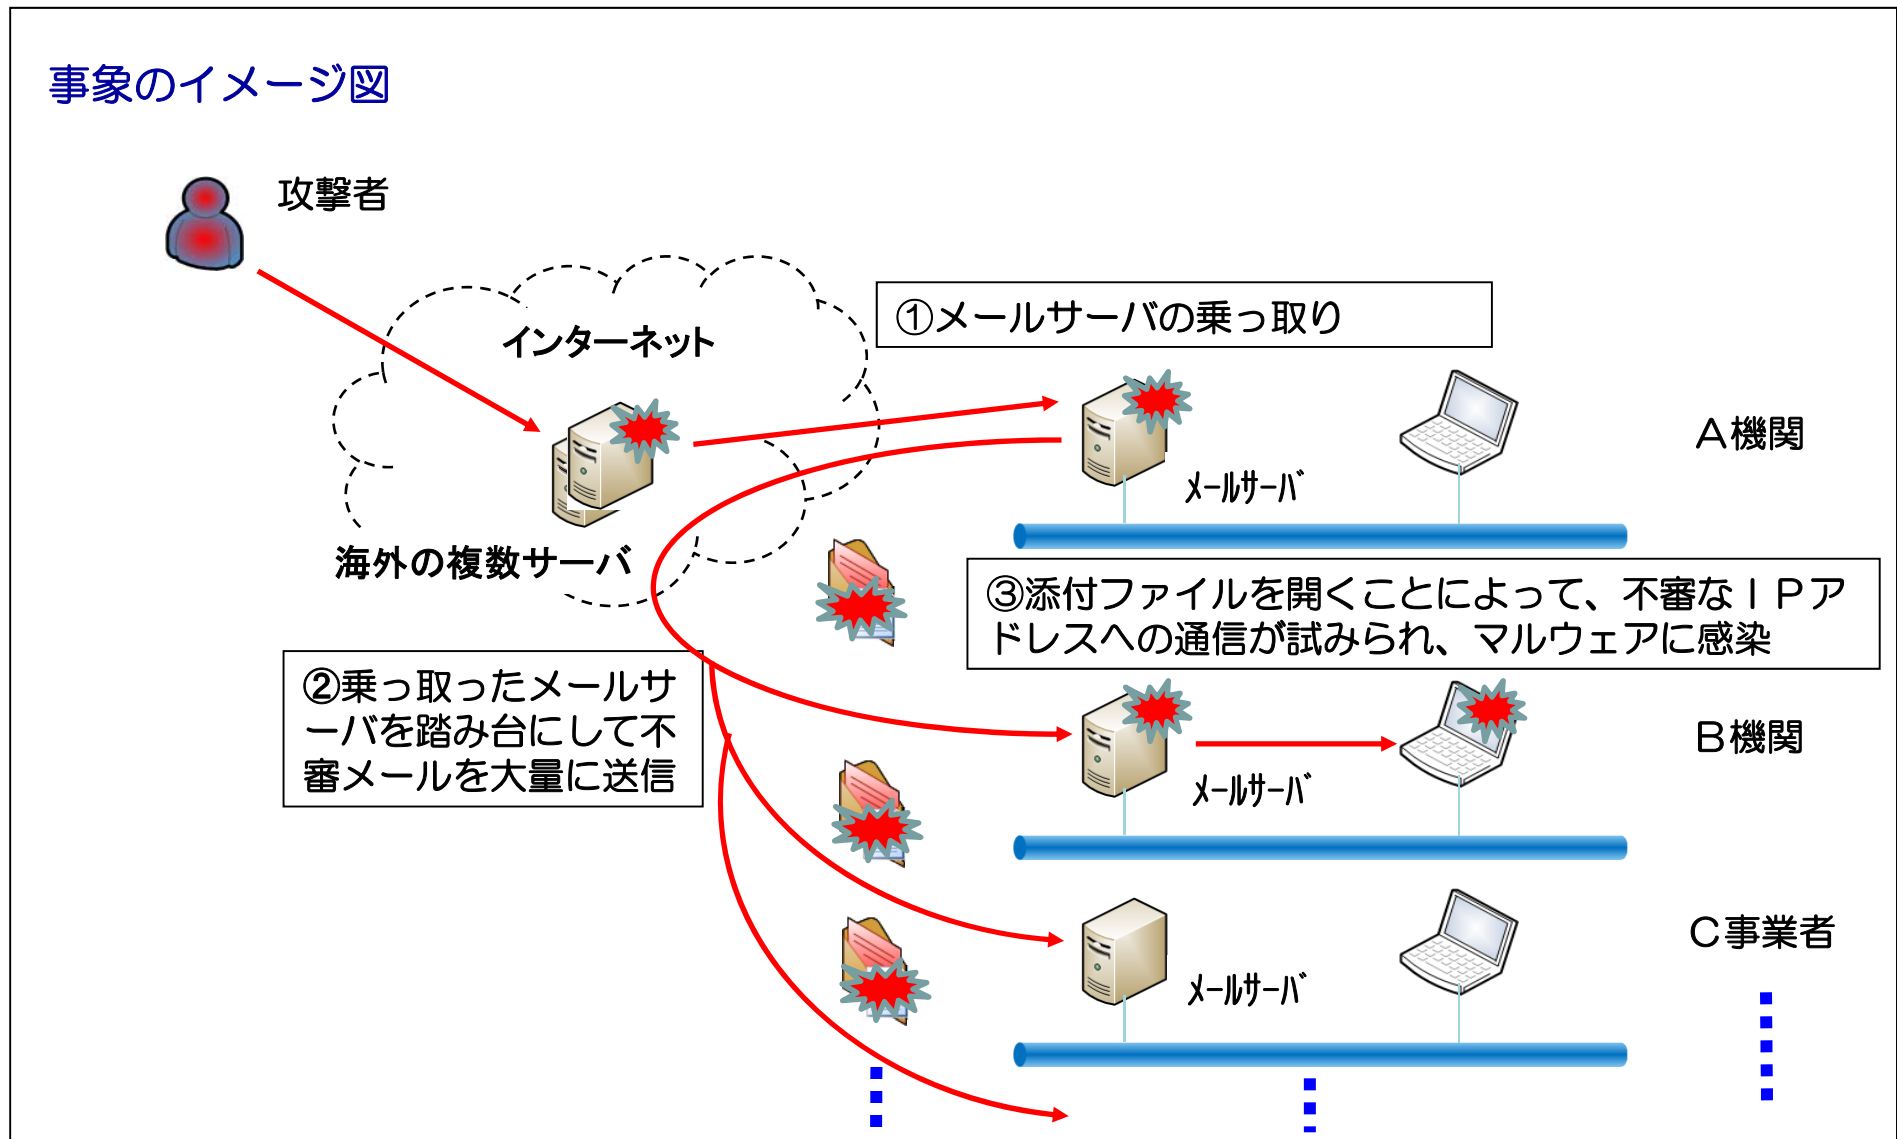 事象のイメージ図
攻撃者
インターネット
①メールサーバの乗っ取り
A機関
ﾒｰﾙｻｰﾊﾞ
海外の複数サーバ
③添付ファイルを開くことによって、不審なIPア
ドレスへの通信が試みられ、マルウェアに感染
②乗っ取ったメールサ
ーバを踏み台にして不
審メールを大量に送信
B機関
ﾒｰﾙｻｰﾊﾞ
C事業者
ﾒｰﾙｻｰﾊﾞ